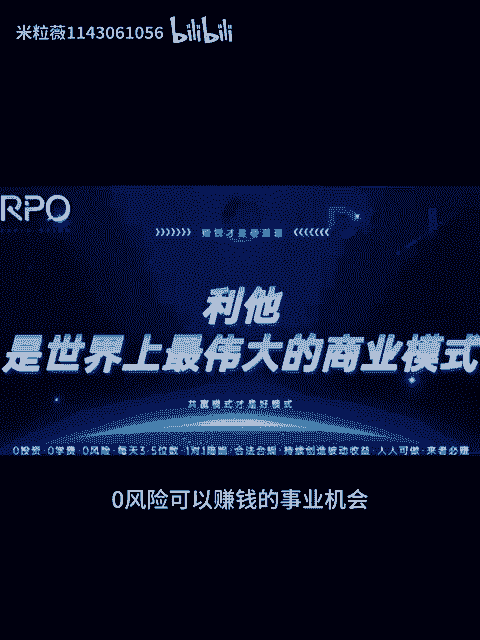 米粒薇1143061056 bilibili
RPO
利他
是世界上最伟大的商业模式
共赢模式才是好模式
0投资·0学费·0风险·每天3-5位数·1对1跟踪·合法合规·持续创造被动收益·人人可做·来者必赚
0风险可以赚钱的事业机会